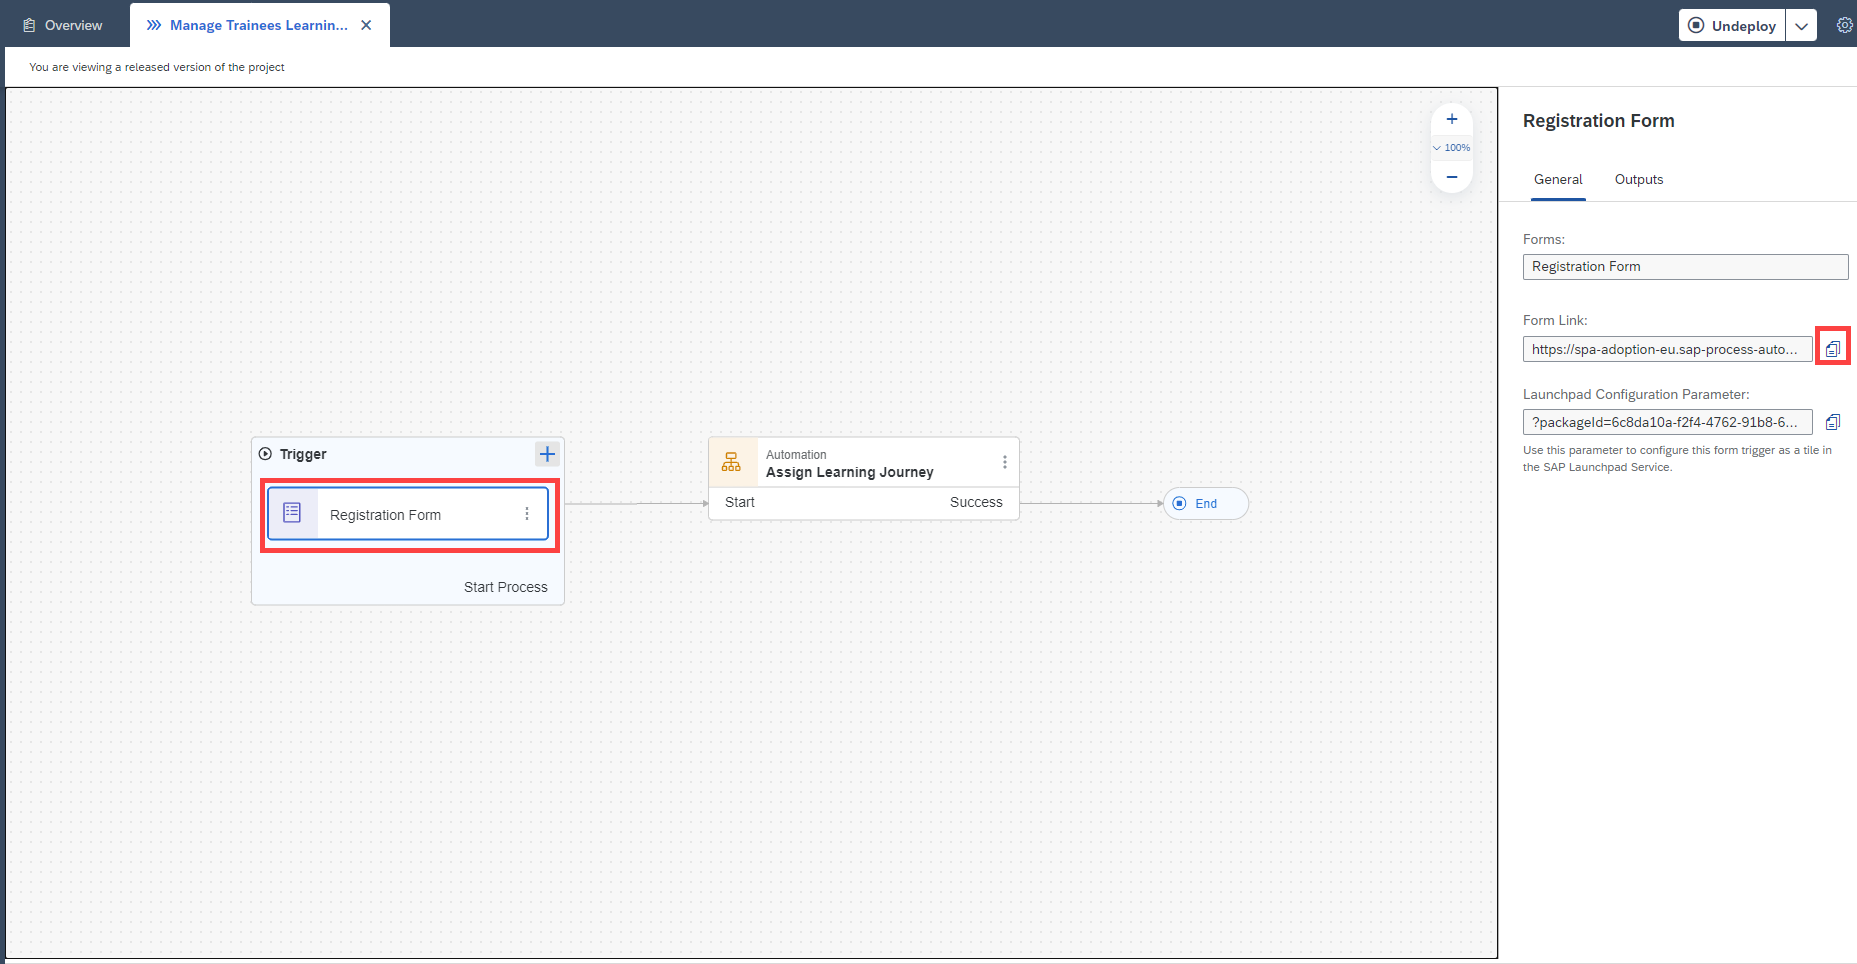 Overview
Manage Trainees Learnin...
Undeploy
You are viewing a released version of the project
100%
Trigger
Registration Form
Start Process
Automation
Assign Learning Journey
Start
Success
End
Registration Form
General
Outputs
Forms:
Registration Form
Form Link:
https://spa-adoption-eu.sap-process-auto...
Launchpad Configuration Parameter:
?packageId=6c8da10a-f2f4-4762-91b8-6...
Use this parameter to configure this form trigger as a tile in
the SAP Launchpad Service.